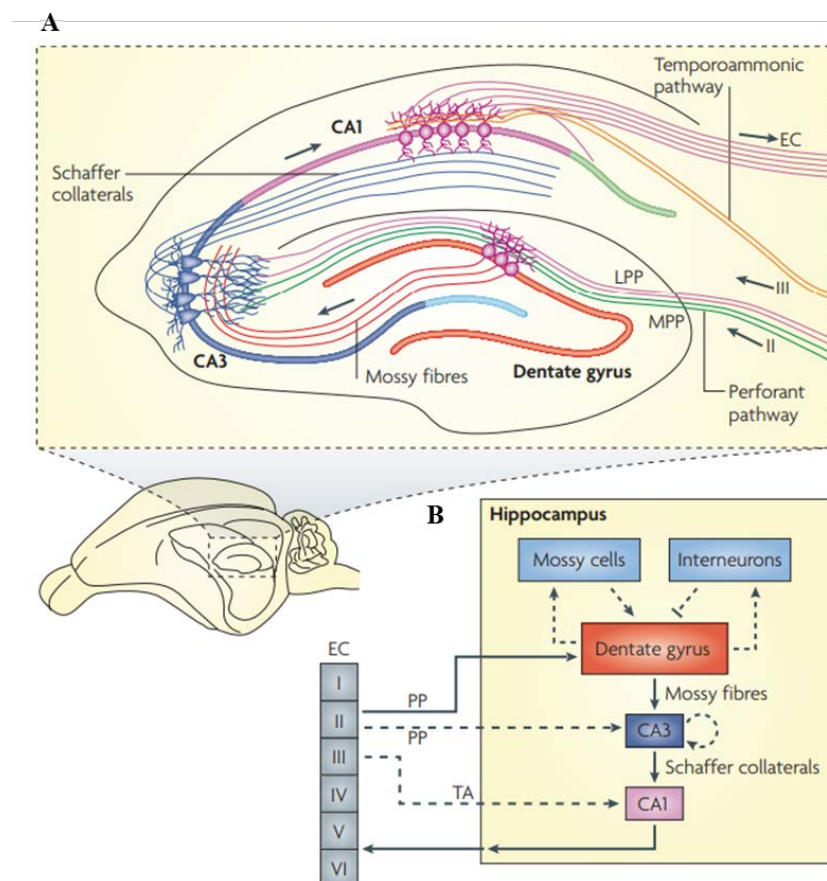 A
Temporoammonic
pathway
CA1
EC
Schaffer
collaterals
LPP
III
MPP
II
CA3
Mossy fibres
Dentate gyrus
Perforant
pathway
B
Hippocampus
Mossy cells
Interneurons
EC
Dentate gyrus
I
PP
Mossy fibres
II
PP
CA3
III
Schaffer collaterals
IV
TA
CA1
V
VI